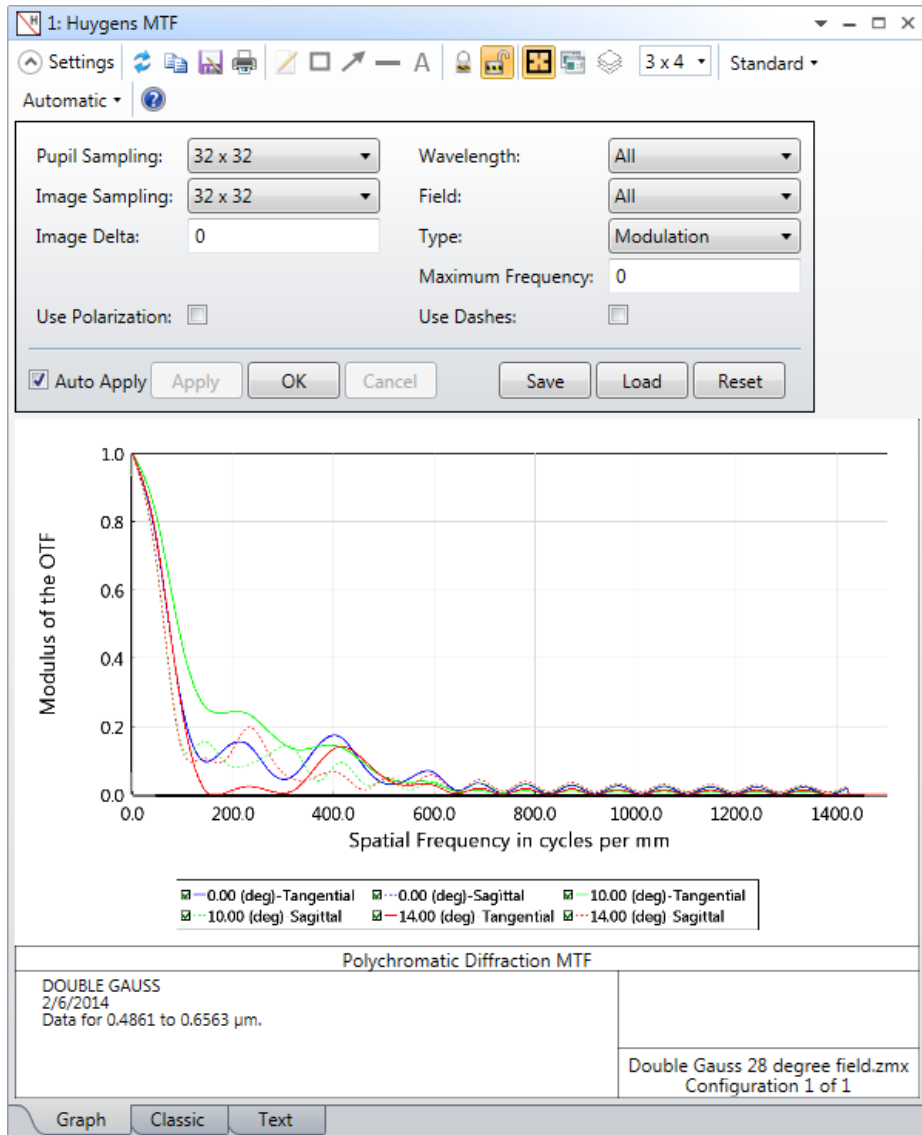 1: Huygens MTF
Settings A 3 x 4 Standard
Automatic
Pupil Sampling: 32 x 32 Wavelength: All
Image Sampling: 32 x 32 Field: All
Image Delta: 0 Type: Modulation
Maximum Frequency: 0
Use Polarization: Use Dashes:
Auto Apply Apply OK Cancel Save Load Reset
1.0
0.8
0.6
0.4
0.2
0.0
Modulus of the OTF
0.0 200.0 400.0 600.0 800.0 1000.0 1200.0 1400.0
Spatial Frequency in cycles per mm
0.00 (deg)-Tangential 0.00 (deg)-Sagittal 10.00 (deg)-Tangential
10.00 (deg) Sagittal 14.00 (deg) Tangential 14.00 (deg) Sagittal
Polychromatic Diffraction MTF
DOUBLE GAUSS
2/6/2014
Data for 0.4861 to 0.6563 µm.
Double Gauss 28 degree field.zmx
Configuration 1 of 1
Graph Classic Text